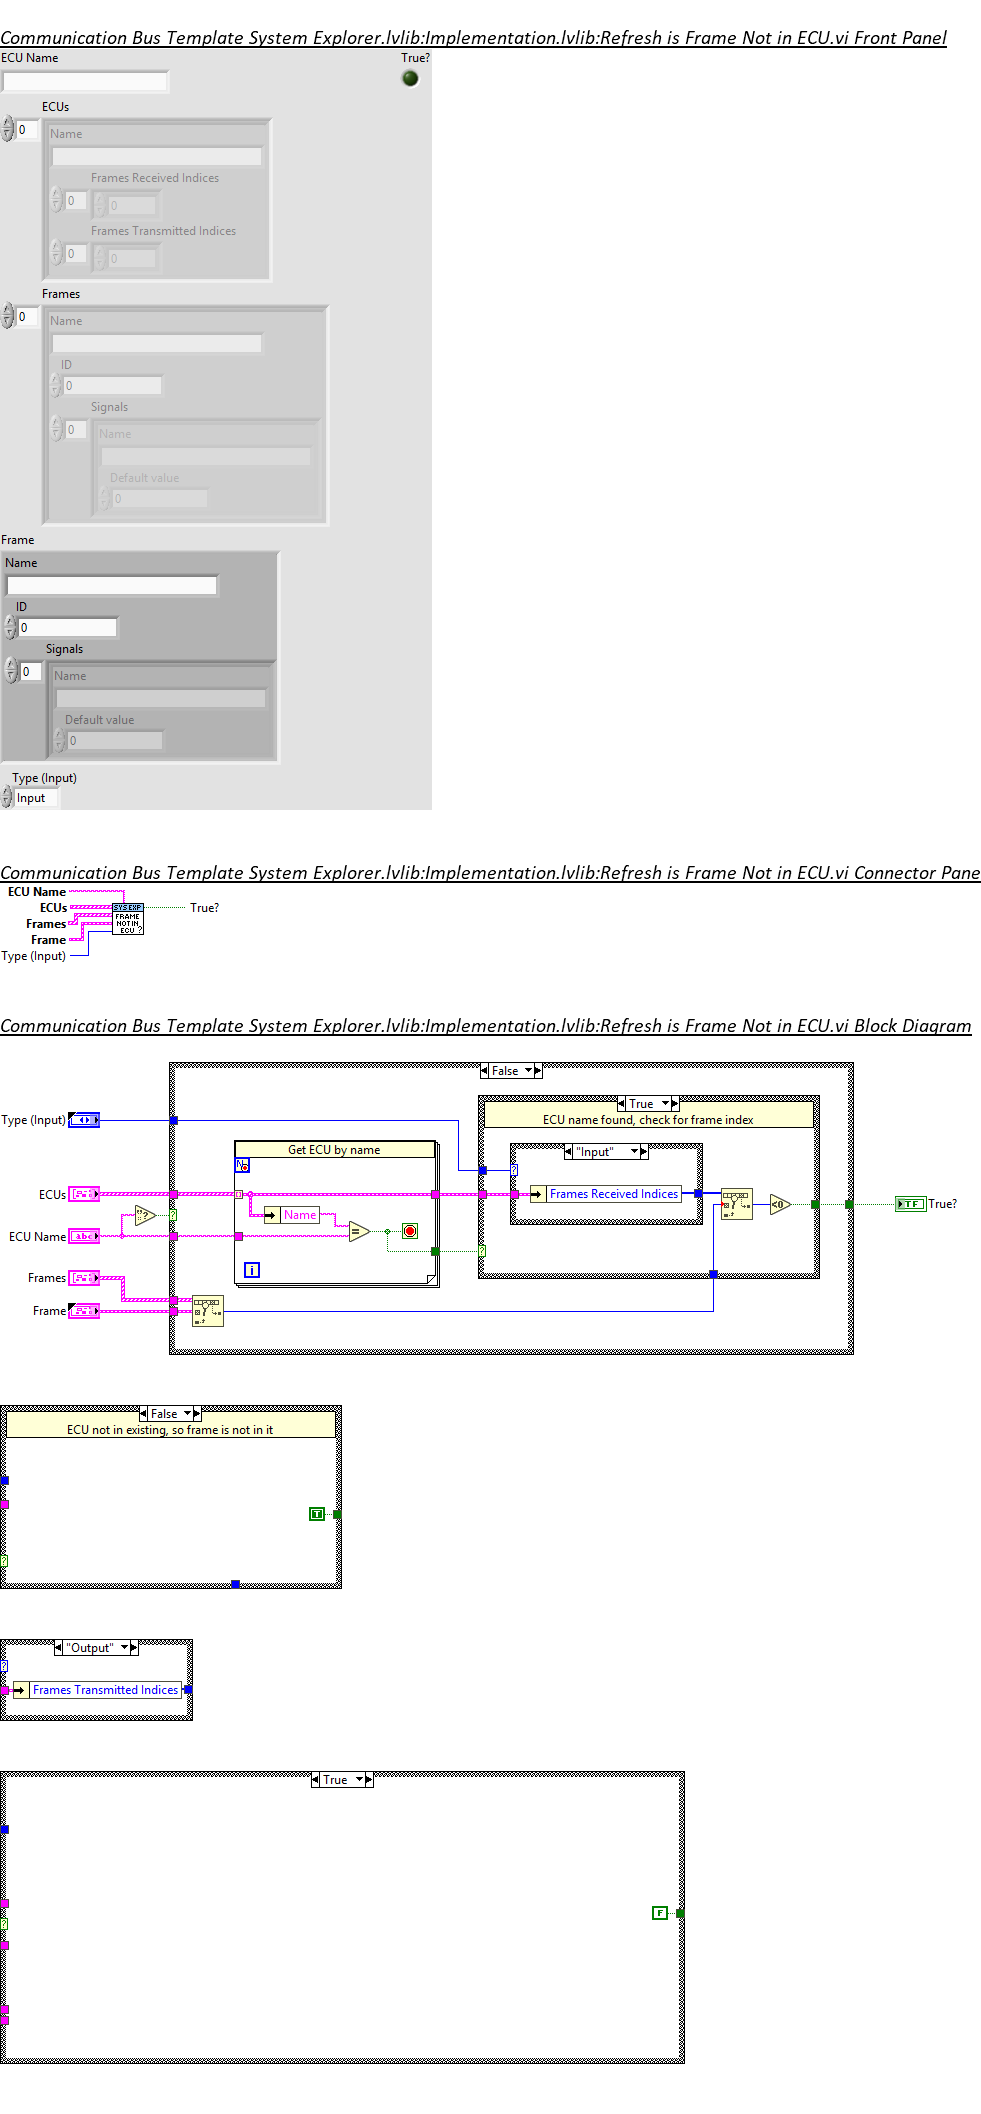 Communication Bus Template System Explorer.lvlib:Implementation.lvlib:Refresh is Frame Not in ECU.vi Front Panel
ECU Name
True?
ECUs
0
Name
Frames Received Indices
0
0
Frames Transmitted Indices
0
0
Frames
0
Name
ID
0
Signals
0
Name
Default value
0
Frame
Name
ID
0
Signals
0
Name
Default value
0
Type (Input)
Input
Communication Bus Template System Explorer.lvlib:Implementation.lvlib:Refresh is Frame Not in ECU.vi Connector Pane
ECU Name
ECUs
Frames
Frame
Type (Input)
SYS EXP
FRAME
NOT IN
ECU ?
True?
Communication Bus Template System Explorer.lvlib:Implementation.lvlib:Refresh is Frame Not in ECU.vi Block Diagram
False
True
ECU name found, check for frame index
Type (Input)
Get ECU by name
"Input"
N
ECUs
Frames Received Indices
Name
<0
TF
True?
?
ECU Name
abc
=
?
i
Frames
Frame
False
ECU not in existing, so frame is not in it
T
?
"Output"
?
Frames Transmitted Indices
True
F
?